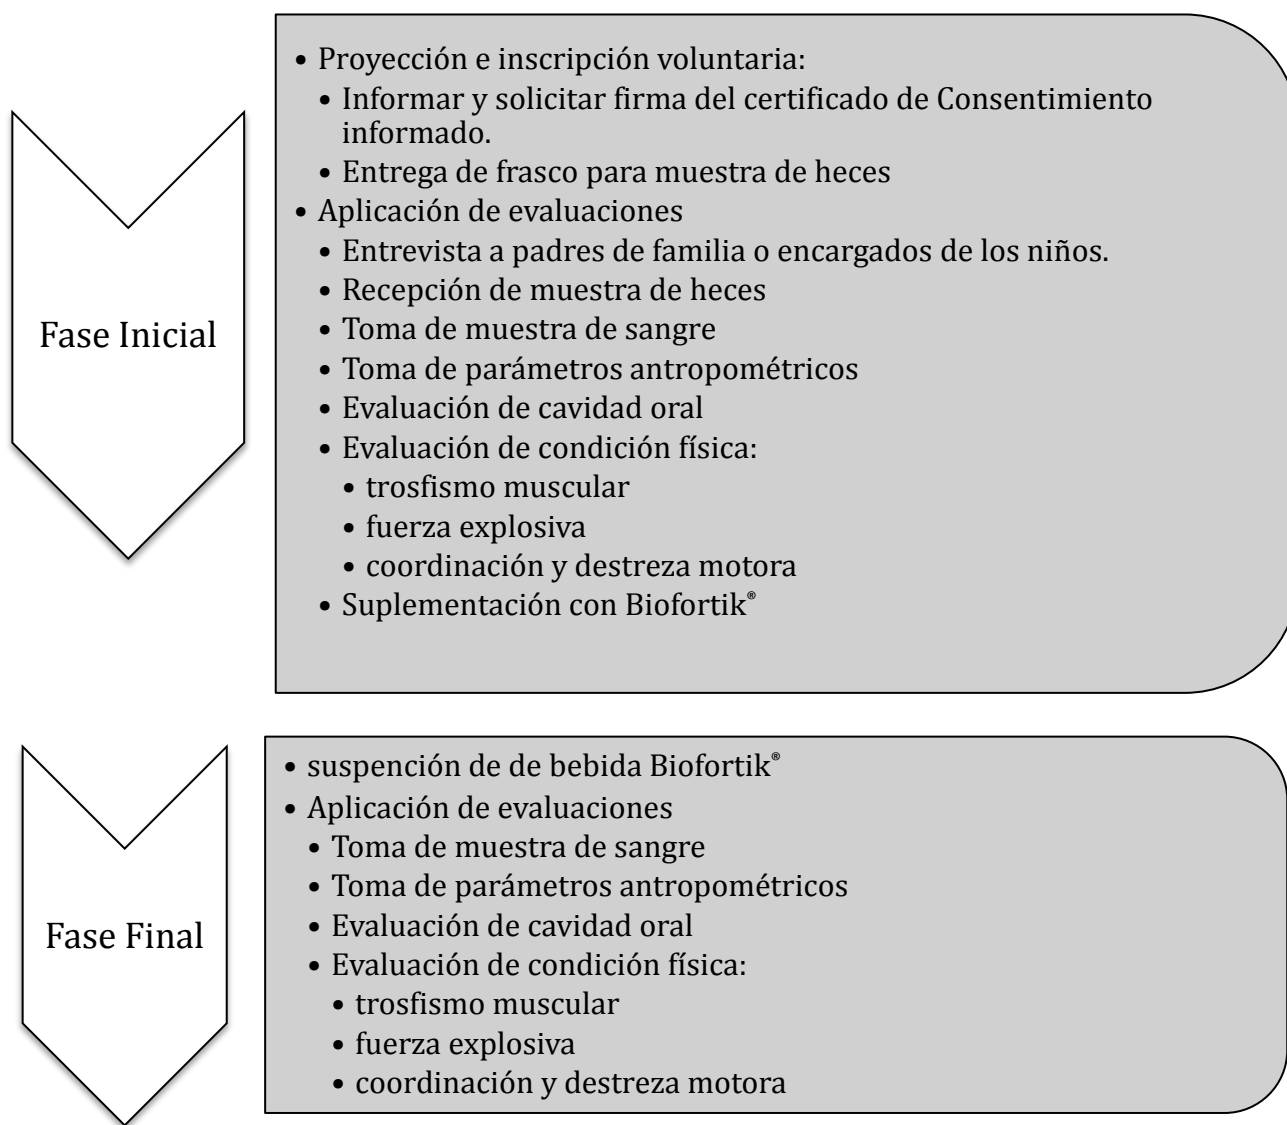 Fase Inicial
• Proyección e inscripción voluntaria:
• Informar y solicitar firma del certificado de Consentimiento
informado.
• Entrega de frasco para muestra de heces
• Aplicación de evaluaciones
• Entrevista a padres de familia o encargados de los niños.
• Recepción de muestra de heces
• Toma de muestra de sangre
• Toma de parámetros antropométricos
• Evaluación de cavidad oral
• Evaluación de condición física:
• trosfismo muscular
• fuerza explosiva
• coordinación y destreza motora
• Suplementación con Biofortik®
Fase Final
• suspención de de bebida Biofortik®
• Aplicación de evaluaciones
• Toma de muestra de sangre
• Toma de parámetros antropométricos
• Evaluación de cavidad oral
• Evaluación de condición física:
• trosfismo muscular
• fuerza explosiva
• coordinación y destreza motora